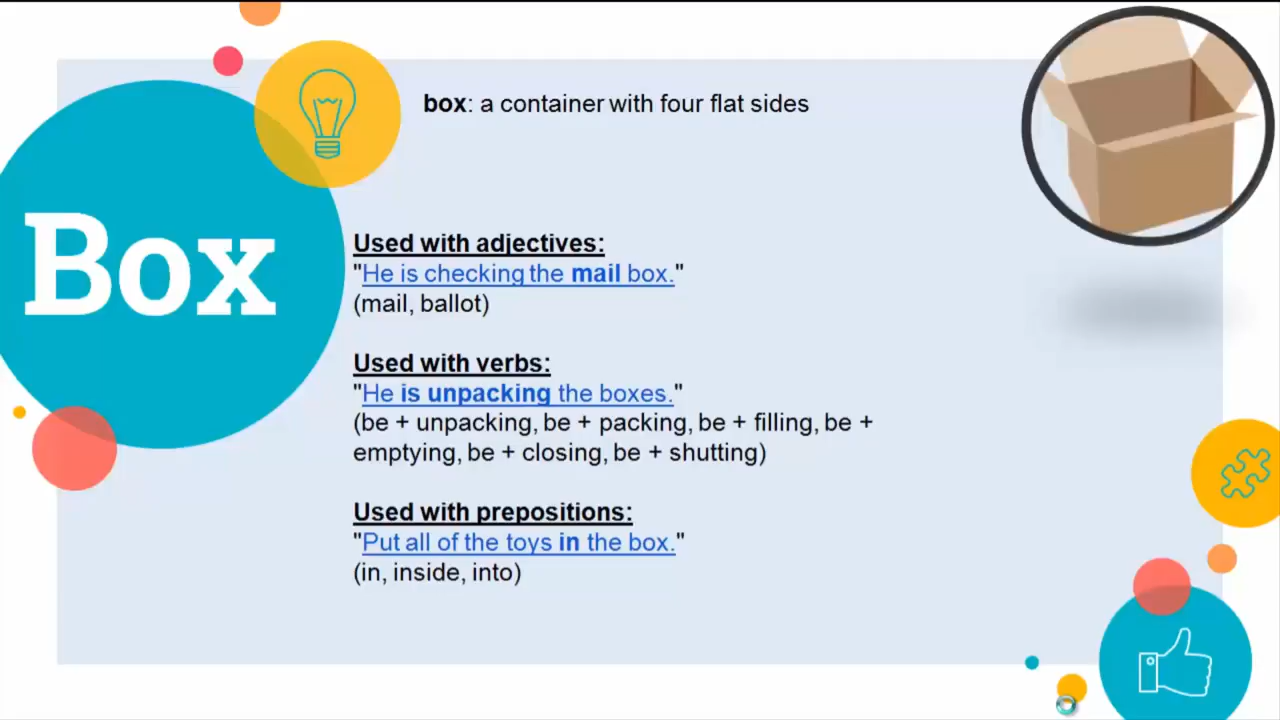 Box
box: a container with four flat sides
Used with adjectives:
"He is checking the mail box."
(mail, ballot)
Used with verbs:
"He is unpacking the boxes."
(be + unpacking, be + packing, be + filling, be +
emptying, be + closing, be + shutting)
Used with prepositions:
"Put all of the toys in the box."
(in, inside, into)